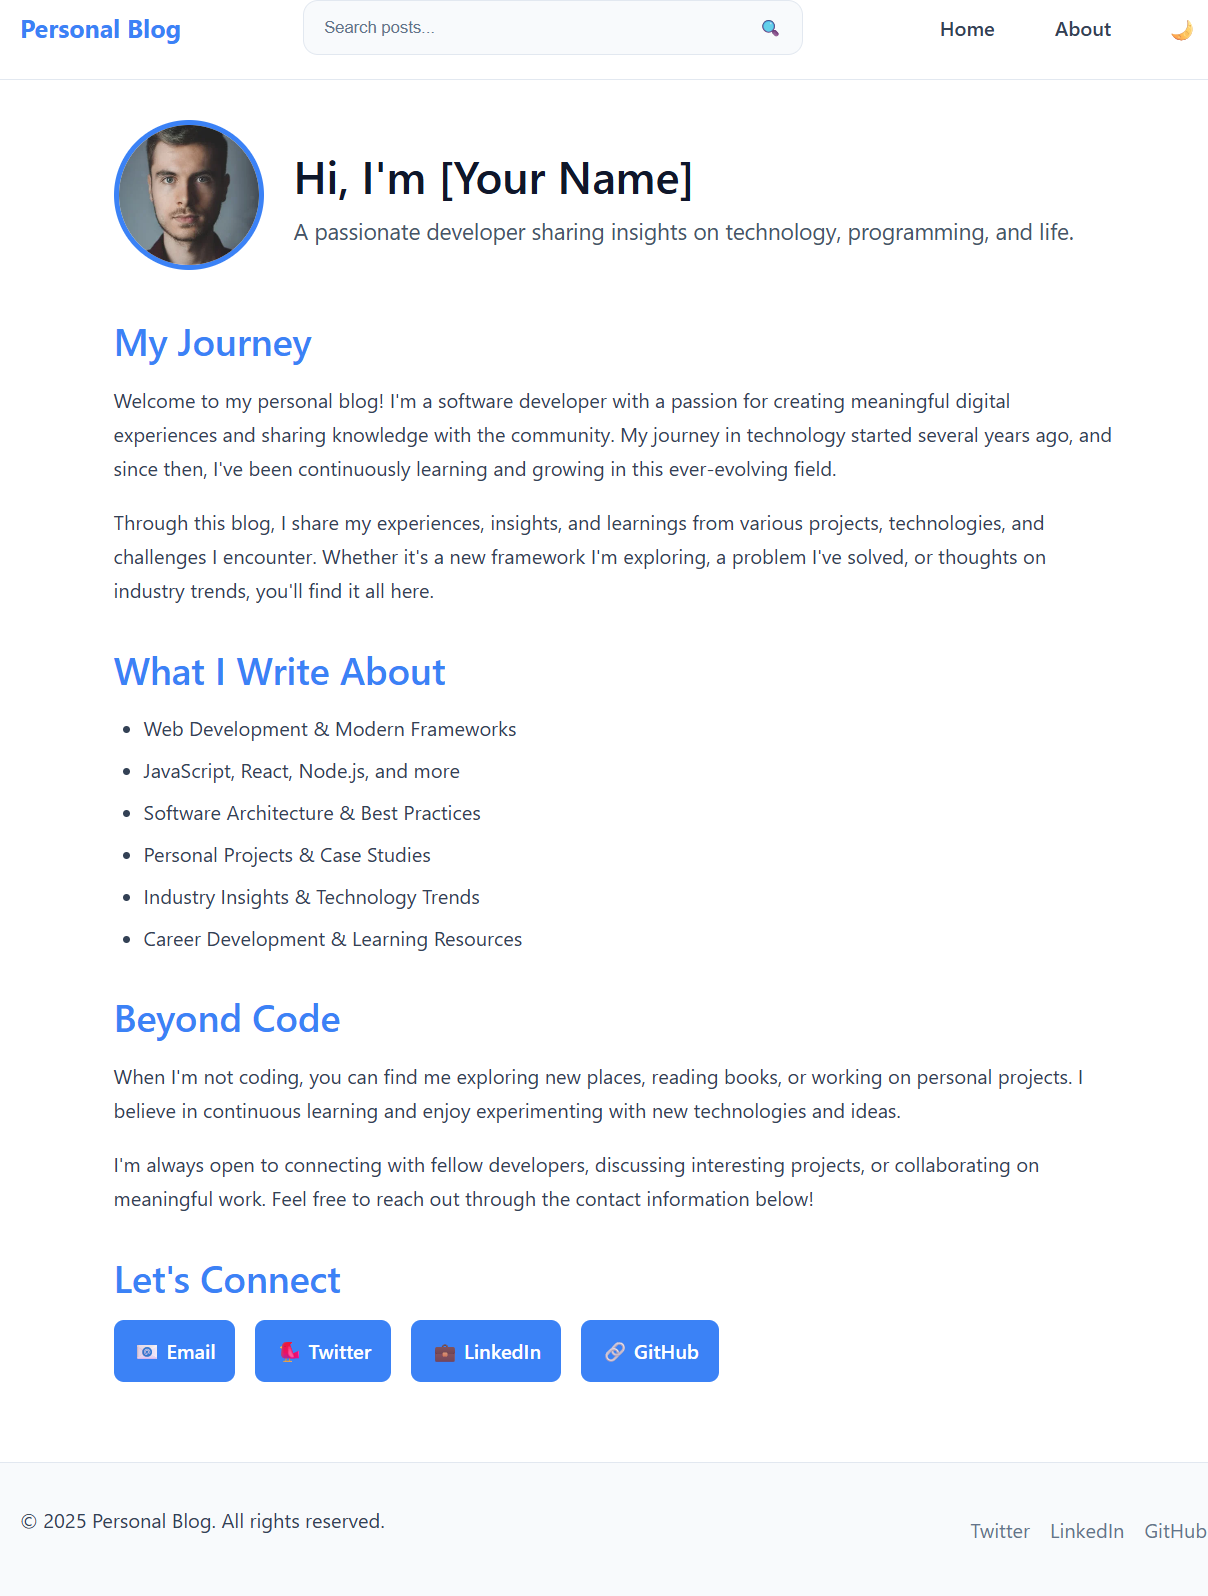 Personal Blog
Search posts...
Home
About
Hi, I'm [Your Name]
A passionate developer sharing insights on technology, programming, and life.
My Journey
Welcome to my personal blog! I'm a software developer with a passion for creating meaningful digital
experiences and sharing knowledge with the community. My journey in technology started several years ago, and
since then, I've been continuously learning and growing in this ever-evolving field.
Through this blog, I share my experiences, insights, and learnings from various projects, technologies, and
challenges I encounter. Whether it's a new framework I'm exploring, a problem I've solved, or thoughts on
industry trends, you'll find it all here.
What I Write About
• Web Development & Modern Frameworks
• JavaScript, React, Node.js, and more
• Software Architecture & Best Practices
• Personal Projects & Case Studies
• Industry Insights & Technology Trends
• Career Development & Learning Resources
Beyond Code
When I'm not coding, you can find me exploring new places, reading books, or working on personal projects. I
believe in continuous learning and enjoy experimenting with new technologies and ideas.
I'm always open to connecting with fellow developers, discussing interesting projects, or collaborating on
meaningful work. Feel free to reach out through the contact information below!
Let's Connect
Email
Twitter
LinkedIn
GitHub
© 2025 Personal Blog. All rights reserved.
Twitter
LinkedIn
GitHub